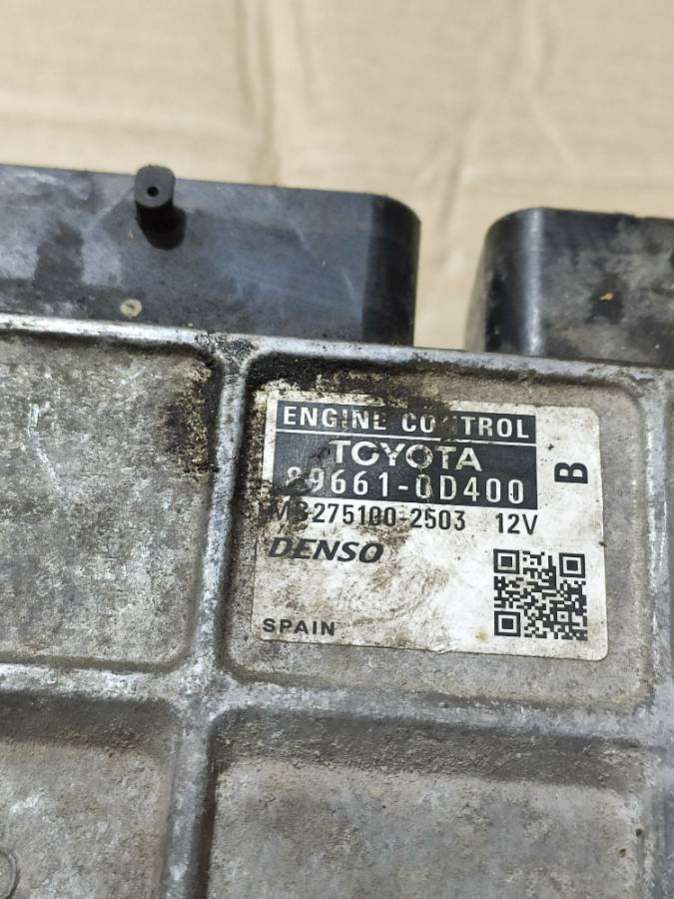 ENGINE CONTROL
TOYOTA
89661-0D400
B
MB275100-2503 12V
DENSO
SPAIN